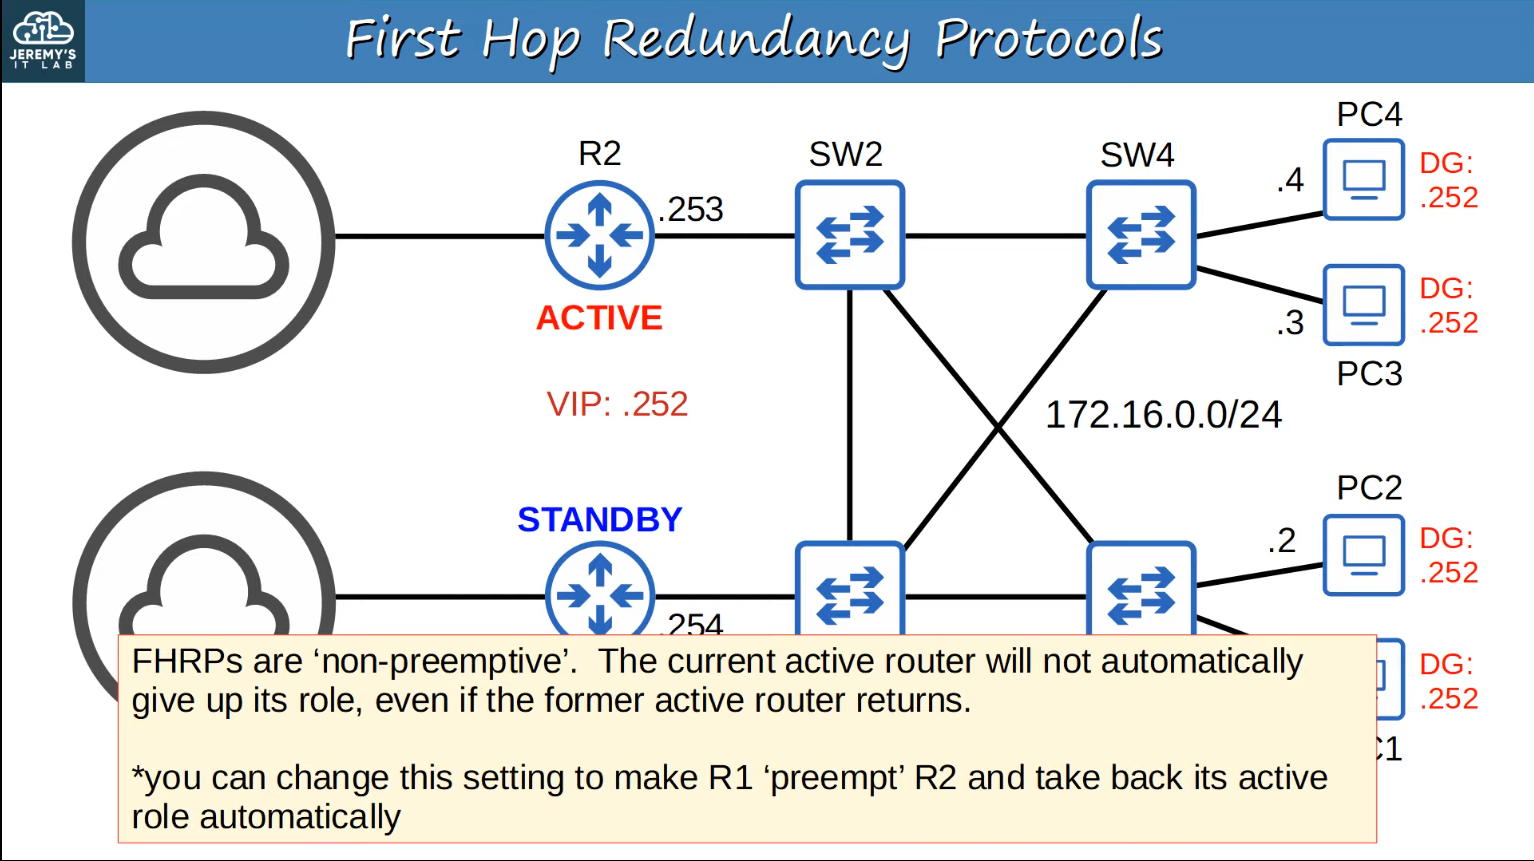 JEREMY'S
IT LAB
First Hop Redundancy Protocols
PC4
R2
SW2
SW4
DG:
.252
.4
.253
DG:
.252
ACTIVE
.3
PC3
VIP: .252
172.16.0.0/24
PC2
STANDBY
.2
DG:
.252
.254
FHRPs are ‘non-preemptive’.  The current active router will not automatically
give up its role, even if the former active router returns.
*you can change this setting to make R1 ‘preempt’ R2 and take back its active
role automatically
DG:
.252
C1